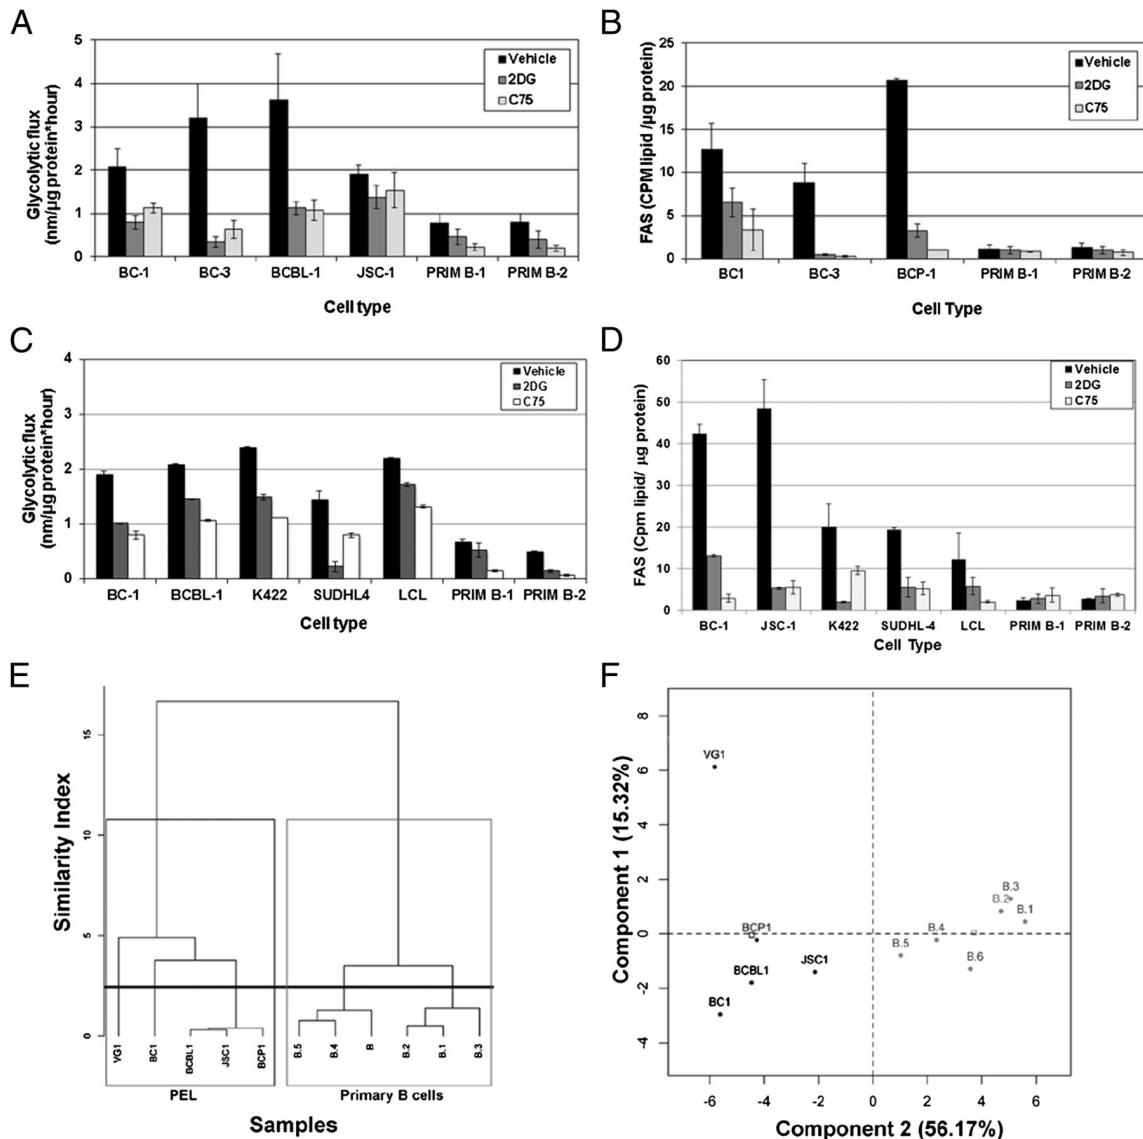 A
Glycolytic flux
(nm/µg protein*hour)
5
4
3
2
1
0
Vehicle
2DG
C75
BC-1 BC-3 BCBL-1 JSC-1 PRIM B-1 PRIM B-2
Cell type
B
FAS (CPM lipid /µg protein)
25
20
15
10
5
0
Vehicle
2DG
C75
BC1 BC-3 BCP-1 PRIM B-1 PRIM B-2
Cell Type
C
Glycolytic flux
(nm/µg protein*hour)
4
3
2
1
0
Vehicle
2DG
C75
BC-1 BCBL-1 K422 SUDHL4 LCL PRIM B-1 PRIM B-2
Cell type
D
FAS (Cpm lipid/ µg protein)
60
50
40
30
20
10
0
Vehicle
2DG
C75
BC-1 JSC-1 K422 SUDHL-4 LCL PRIM B-1 PRIM B-2
Cell Type
E
Similarity Index
15
10
5
0
VG1 BC1 BCBL1 JSC1 BCP1 B.5 B.4 B B.2 B.1 B.3
PEL Primary B cells
Samples
F
Component 1 (15.32%)
8
6
4
2
0
-2
-4
VG1
B.3
B.2
B.1
BCP1
B.4
B.5
B.6
BCBL1
JSC1
BC1
-6 -4 -2 0 2 4 6
Component 2 (56.17%)